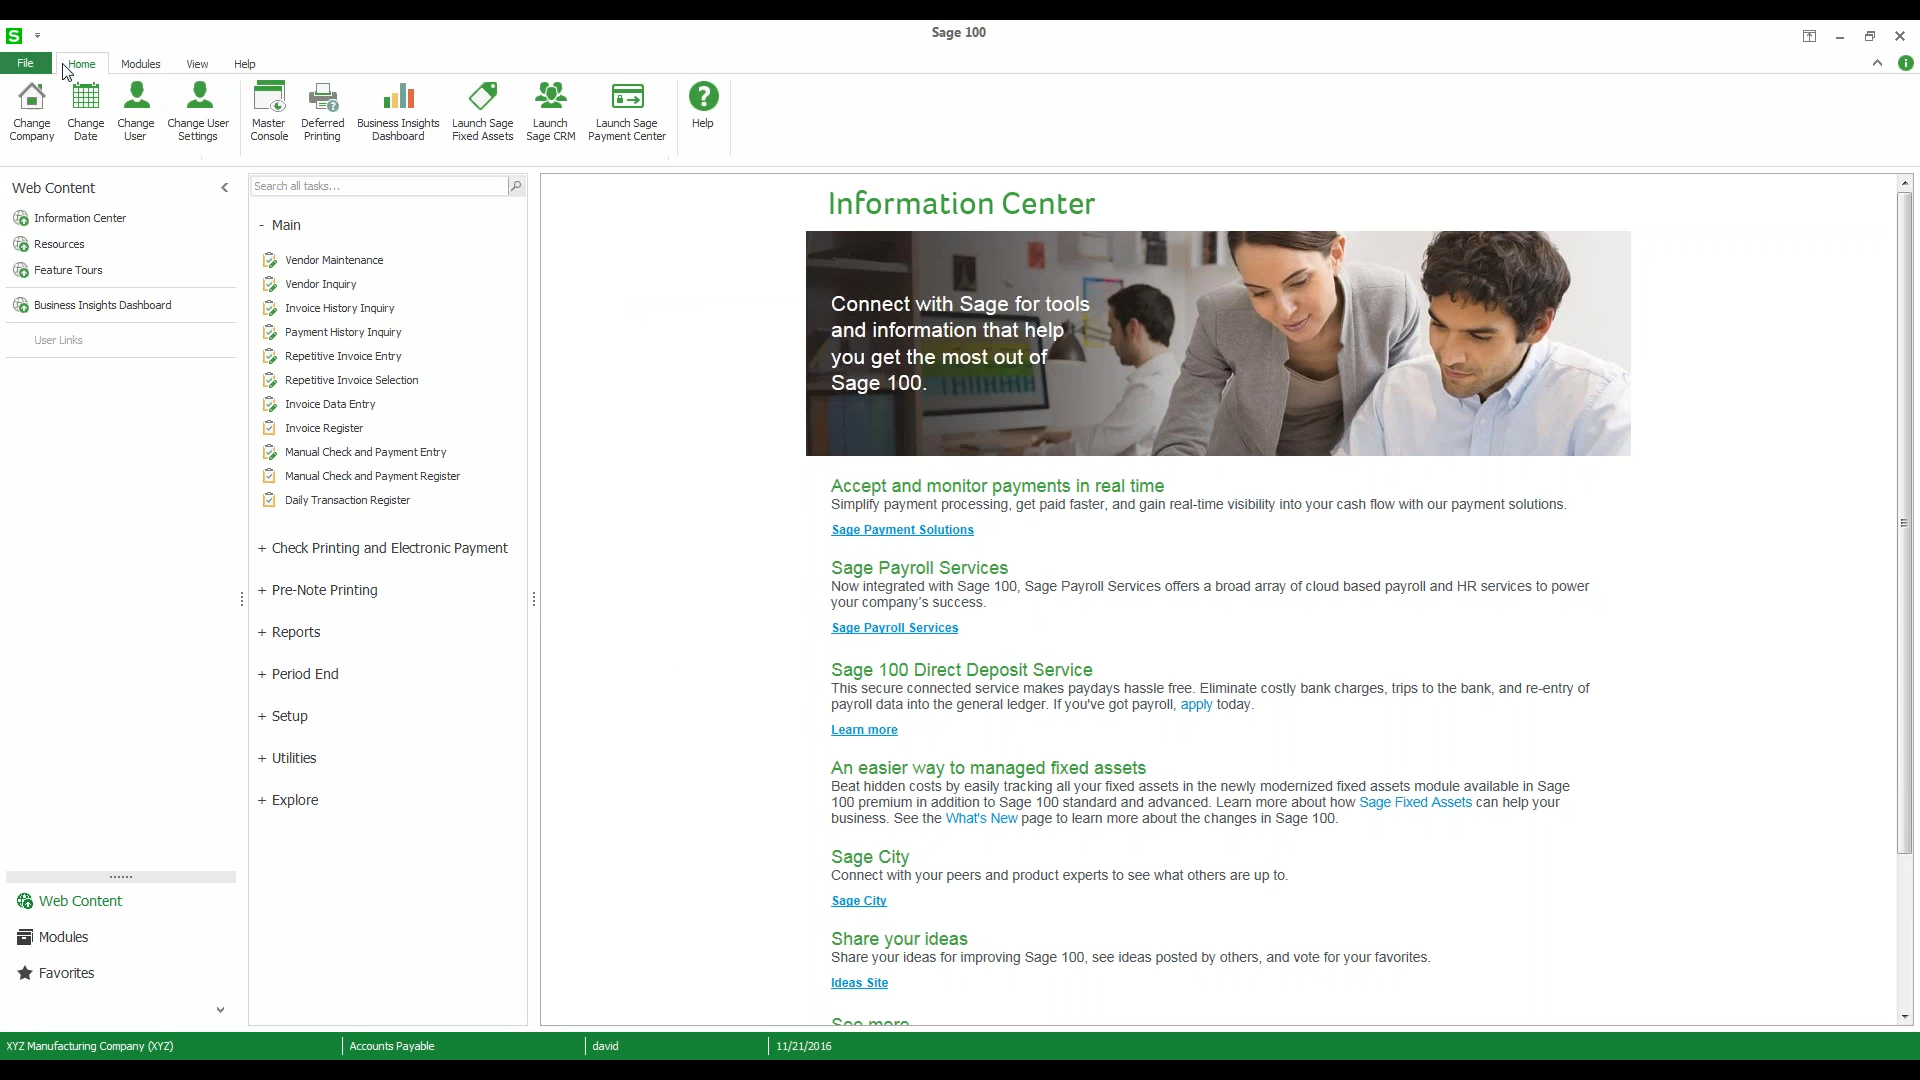 S
Sage 100
File
Home
Modules
View
Help
i
Change Company
Change Date
Change User
Change User Settings
Master Console
Deferred Printing
Business Insights Dashboard
Launch Sage Fixed Assets
Launch Sage CRM
Launch Sage Payment Center
Help
Web Content
Information Center
Resources
Feature Tours
Business Insights Dashboard
User Links
Web Content
Modules
Favorites
Search all tasks...
- Main
Vendor Maintenance
Vendor Inquiry
Invoice History Inquiry
Payment History Inquiry
Repetitive Invoice Entry
Repetitive Invoice Selection
Invoice Data Entry
Invoice Register
Manual Check and Payment Entry
Manual Check and Payment Register
Daily Transaction Register
+ Check Printing and Electronic Payment
+ Pre-Note Printing
+ Reports
+ Period End
+ Setup
+ Utilities
+ Explore
Information Center
Connect with Sage for tools
and information that help
you get the most out of
Sage 100.
Accept and monitor payments in real time
Simplify payment processing, get paid faster, and gain real-time visibility into your cash flow with our payment solutions.
Sage Payment Solutions
Sage Payroll Services
Now integrated with Sage 100, Sage Payroll Services offers a broad array of cloud based payroll and HR services to power
your company's success.
Sage Payroll Services
Sage 100 Direct Deposit Service
This secure connected service makes paydays hassle free. Eliminate costly bank charges, trips to the bank, and re-entry of
payroll data into the general ledger. If you've got payroll, apply today.
Learn more
An easier way to managed fixed assets
Beat hidden costs by easily tracking all your fixed assets in the newly modernized fixed assets module available in Sage
100 premium in addition to Sage 100 standard and advanced. Learn more about how Sage Fixed Assets can help your
business. See the What's New page to learn more about the changes in Sage 100.
Sage City
Connect with your peers and product experts to see what others are up to.
Sage City
Share your ideas
Share your ideas for improving Sage 100, see ideas posted by others, and vote for your favorites.
Ideas Site
See more
XYZ Manufacturing Company (XYZ)
Accounts Payable
david
11/21/2016